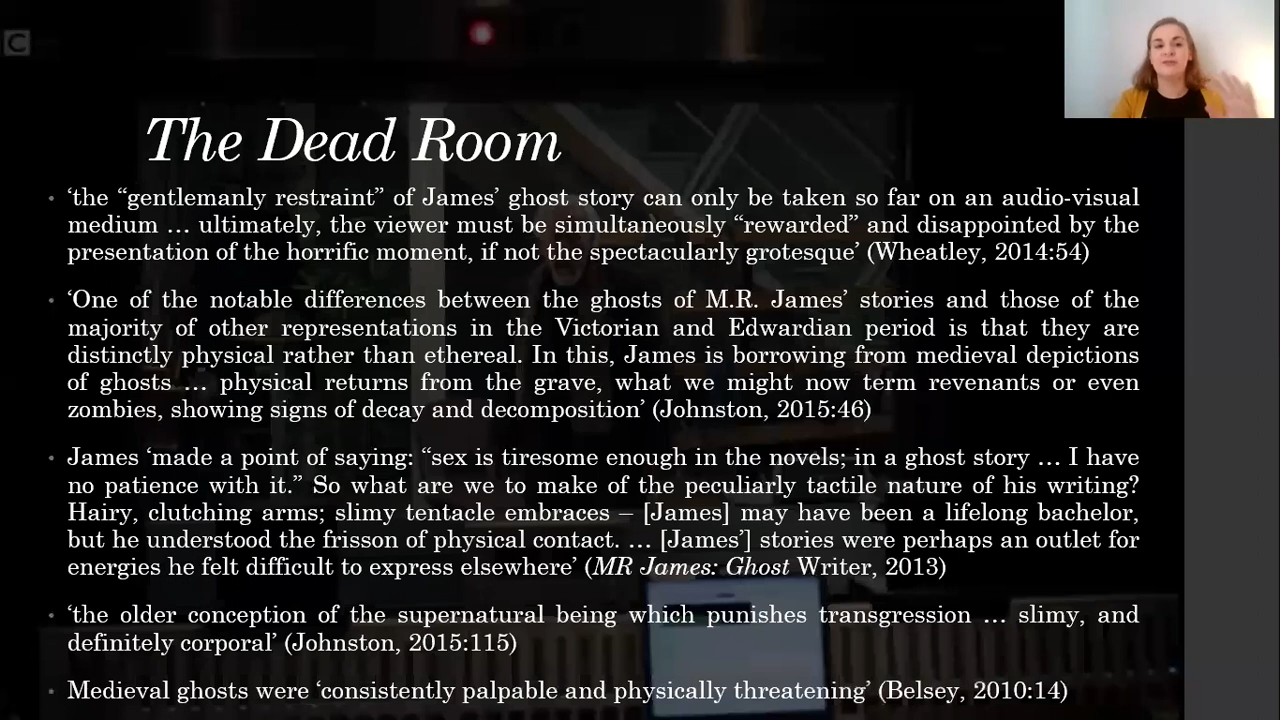 C
The Dead Room
• ‘the “gentlemanly restraint” of James’ ghost story can only be taken so far on an audio-visual
medium … ultimately, the viewer must be simultaneously “rewarded” and disappointed by the
presentation of the horrific moment, if not the spectacularly grotesque’ (Wheatley, 2014:54)
• ‘One of the notable differences between the ghosts of M.R. James’ stories and those of the
majority of other representations in the Victorian and Edwardian period is that they are
distinctly physical rather than ethereal. In this, James is borrowing from medieval depictions
of ghosts … physical returns from the grave, what we might now term revenants or even
zombies, showing signs of decay and decomposition’ (Johnston, 2015:46)
• James ‘made a point of saying: “sex is tiresome enough in the novels; in a ghost story … I have
no patience with it.” So what are we to make of the peculiarly tactile nature of his writing?
Hairy, clutching arms; slimy tentacle embraces – [James] may have been a lifelong bachelor,
but he understood the frisson of physical contact. … [James’] stories were perhaps an outlet for
energies he felt difficult to express elsewhere’ (MR James: Ghost Writer, 2013)
• ‘the older conception of the supernatural being which punishes transgression … slimy, and
definitely corporal’ (Johnston, 2015:115)
• Medieval ghosts were ‘consistently palpable and physically threatening’ (Belsey, 2010:14)